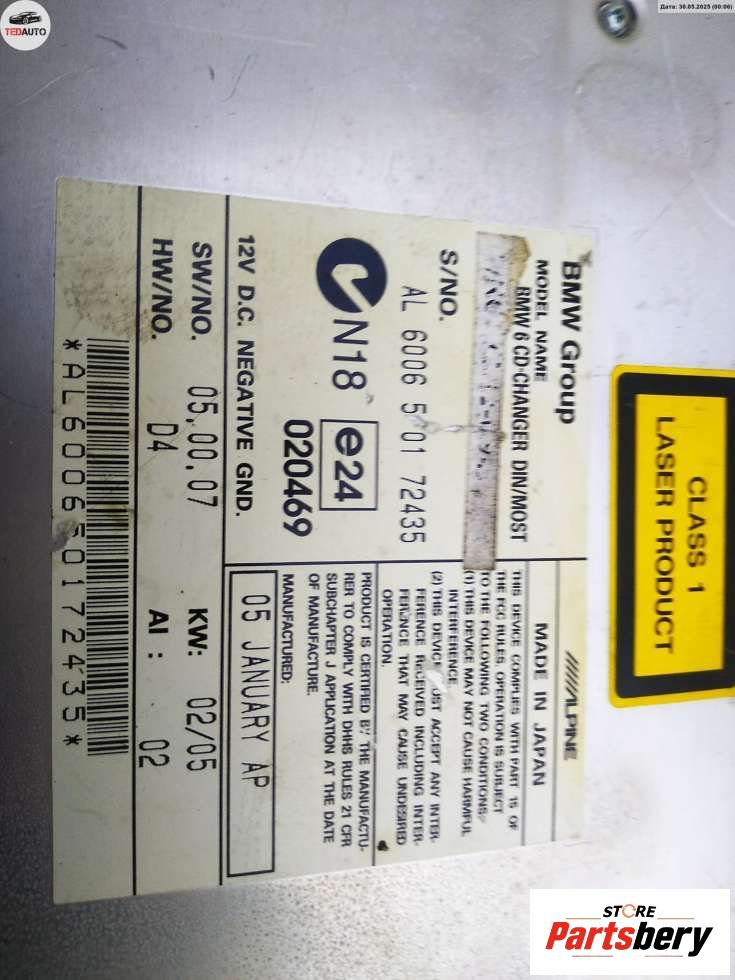 TEDAUTO
Дата: 30.05.2025 (00:06)
BMW Group
MODEL NAME
BMW 6 CD-CHANGER DIN/MOST
S/NO.
AL 6006 5 01 72435
N18
e24
020469
12V D.C. NEGATIVE GND.
SW/NO. 05.00.07 KW: 02/05
HW/NO. D4 AI: 02
*AL600650172435*
ALPINE
MADE IN JAPAN
THIS DEVICE COMPLIES WITH PART 15 OF
THE FCC RULES. OPERATION IS SUBJECT
TO THE FOLLOWING TWO CONDITIONS:
(1) THIS DEVICE MAY NOT CAUSE HARMFUL
INTERFERENCE.
(2) THIS DEVICE MUST ACCEPT ANY INTER-
FERENCE RECEIVED INCLUDING INTER-
FERENCE THAT MAY CAUSE UNDESIRED
OPERATION.
PRODUCT IS CERTIFIED BY THE MANUFACTU-
RER TO COMPLY WITH DHHS RULES 21 CFR
SUBCHAPTER J APPLICATION AT THE DATE
OF MANUFACTURE.
MANUFACTURED:
05 JANUARY AP
CLASS 1
LASER PRODUCT
STORE
Partsbery